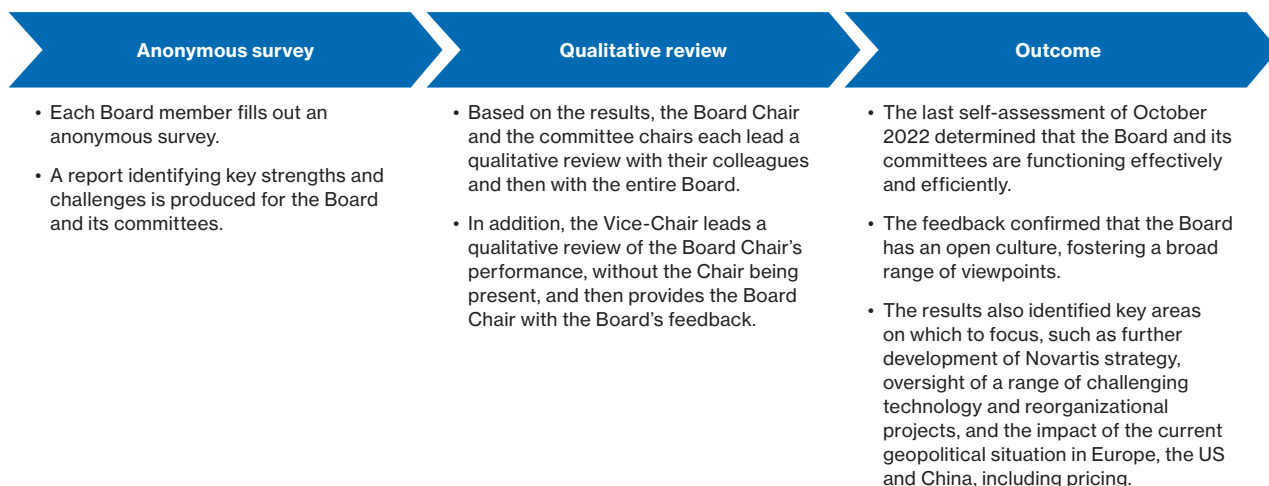 Anonymous survey
• Each Board member fills out an
anonymous survey.
• A report identifying key strengths and
challenges is produced for the Board
and its committees.
Qualitative review
• Based on the results, the Board Chair
and the committee chairs each lead a
qualitative review with their colleagues
and then with the entire Board.
• In addition, the Vice-Chair leads a
qualitative review of the Board Chair’s
performance, without the Chair being
present, and then provides the Board
Chair with the Board’s feedback.
Outcome
• The last self-assessment of October
2022 determined that the Board and its
committees are functioning effectively
and efficiently.
• The feedback confirmed that the Board
has an open culture, fostering a broad
range of viewpoints.
• The results also identified key areas
on which to focus, such as further
development of Novartis strategy,
oversight of a range of challenging
technology and reorganizational
projects, and the impact of the current
geopolitical situation in Europe, the US
and China, including pricing.